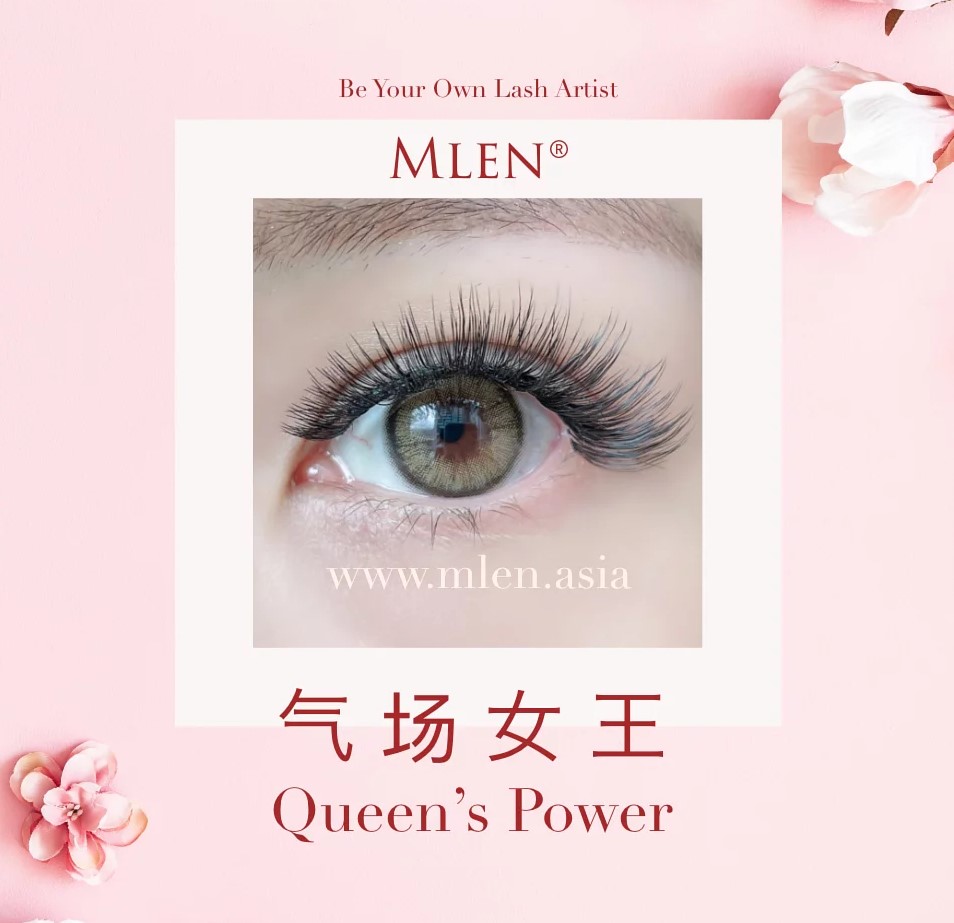 Be Your Own Lash Artist
MLEN®
www.mlen.asia
气场女王
Queen’s Power